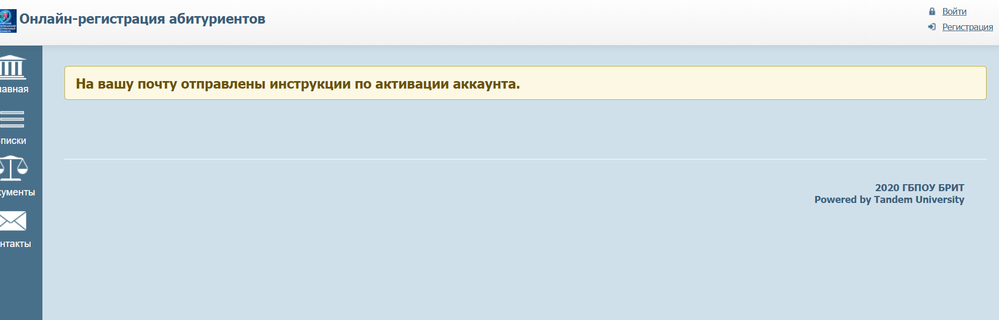 Онлайн-регистрация абитуриентов
Войти
Регистрация
лавная
На вашу почту отправлены инструкции по активации аккаунта.
писки
кументы
нтакты
2020 ГБПОУ БРИТ
Powered by Tandem University